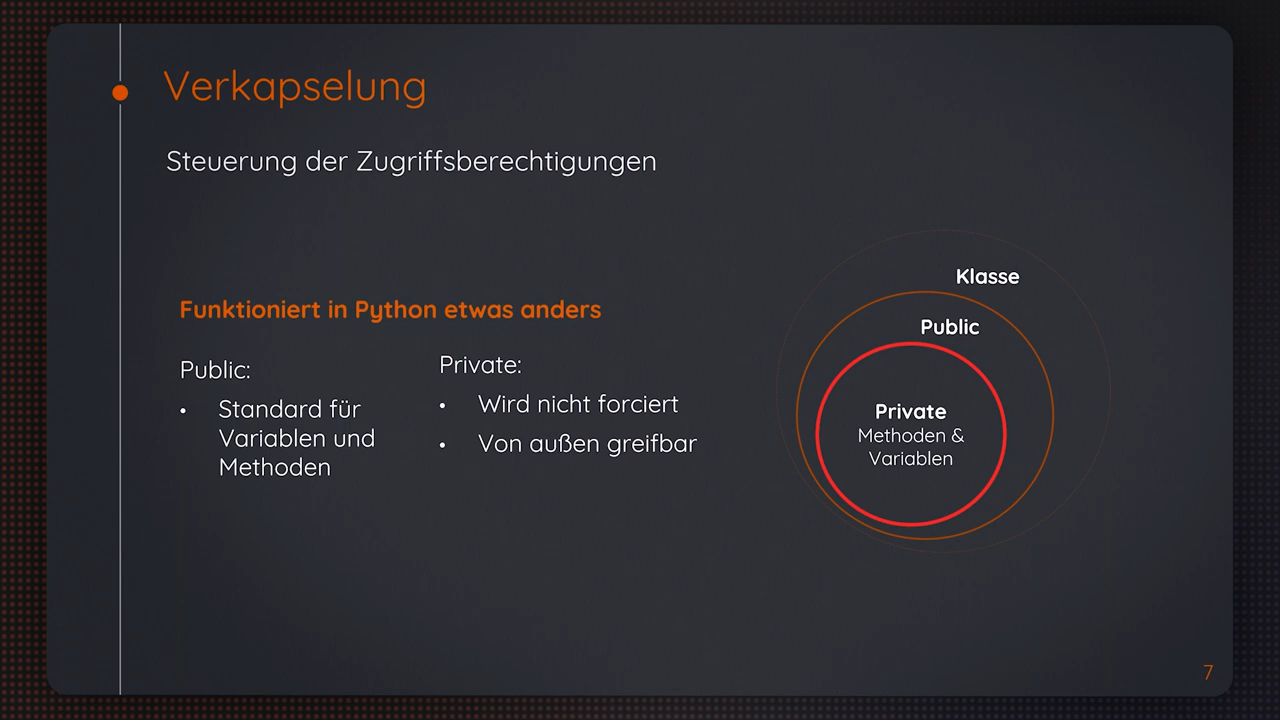 Verkapselung
Steuerung der Zugriffsberechtigungen
Funktioniert in Python etwas anders
Public:
• Standard für
Variablen und
Methoden
Private:
• Wird nicht forciert
• Von außen greifbar
Klasse
Public
Private
Methoden &
Variablen
7